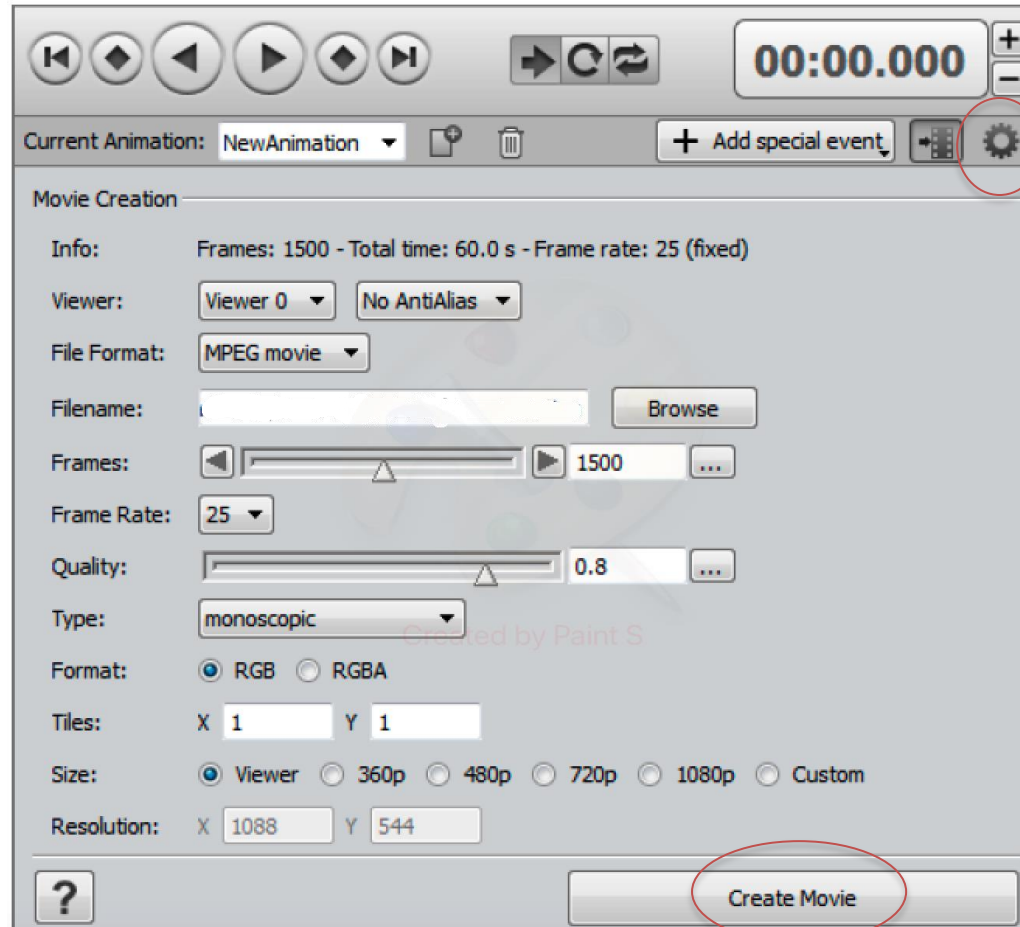 00:00.000
+
−
Current Animation: NewAnimation + Add special event
Movie Creation
Info: Frames: 1500 - Total time: 60.0 s - Frame rate: 25 (fixed)
Viewer: Viewer 0 No AntiAlias
File Format: MPEG movie
Filename: Browse
Frames: 1500 ...
Frame Rate: 25
Quality: 0.8 ...
Type: monoscopic
Created by Paint S
Format: RGB RGBA
Tiles: X 1 Y 1
Size: Viewer 360p 480p 720p 1080p Custom
Resolution: X 1088 Y 544
? Create Movie